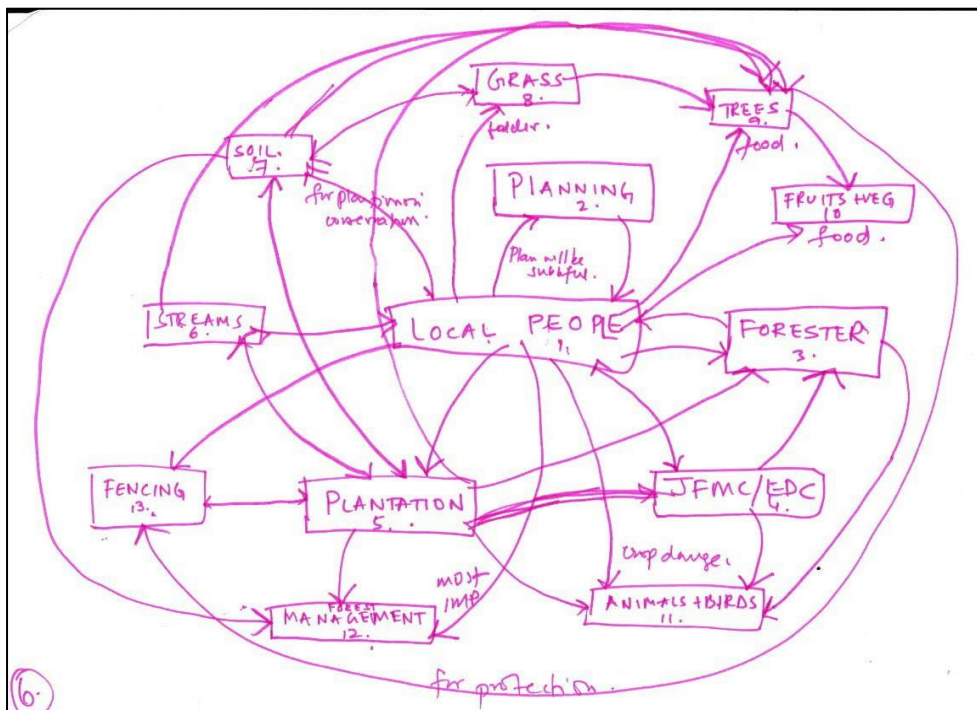 GRASS
8.
fodder.
TREES
9.
food.
SOIL.
7.
for plantation
conservation.
PLANNING
2.
FRUITS + VEG
10
food.
Plan will be
STREAMS
6.
LOCAL PEOPLE
1.
FORESTER
3.
FENCING
13.
PLANTATION
5.
JFMC/EDC
4.
crop damge.
most
imp
ANIMALS + BIRDS
11.
FOREST
MANAGEMENT
12.
for protection.
6.